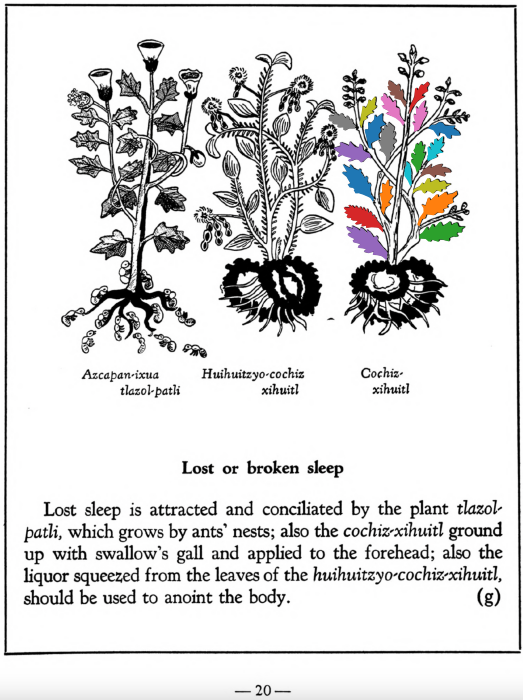 Azcapan-ixua
tlazol-patli
Huihuitzyo-cochiz
xihuitl
Cochiz-
xihuitl
Lost or broken sleep
Lost sleep is attracted and conciliated by the plant tlazol-
patli, which grows by ants' nests; also the cochiz-xihuitl ground
up with swallow's gall and applied to the forehead; also the
liquor squeezed from the leaves of the huihuitzyo-cochiz-xihuitl,
should be used to anoint the body. (g)
— 20 —